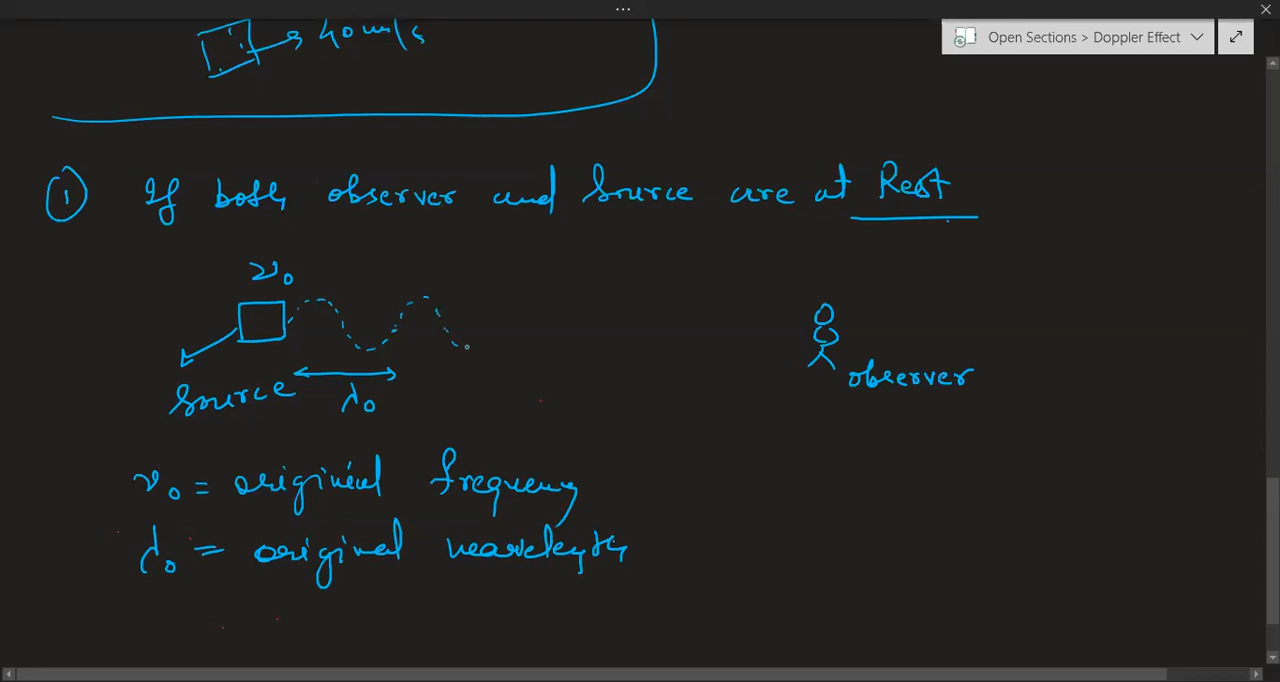 ...
Open Sections > Doppler Effect
40 m/s
① If both observer and Source are at Rest
ν₀
Source
λ₀
observer
ν₀ = original frequency
λ₀ = original wavelength